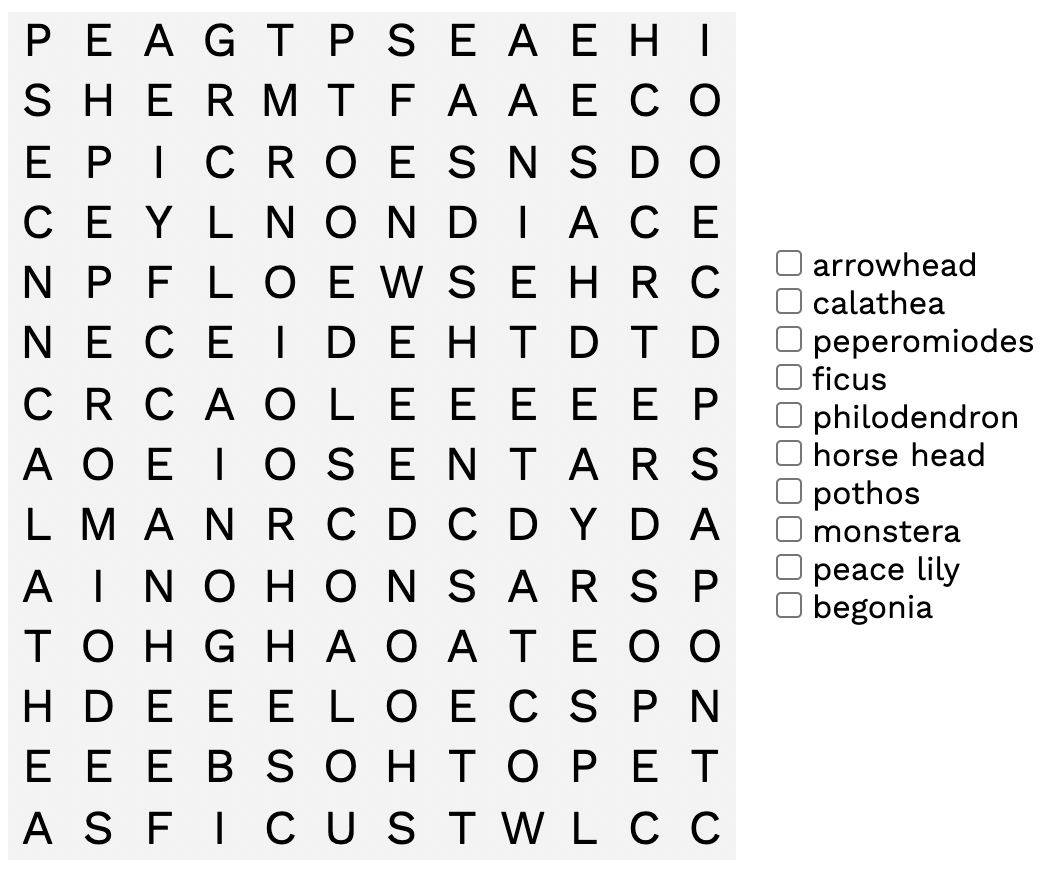 P E A G T P S E A E H I
S H E R M T F A A E C O
E P I C R O E S N S D O
C E Y L N O N D I A C E
N P F L O E W S E H R C
N E C E I D E H T D T D
C R C A O L E E E E E P
A O E I O S E N T A R S
L M A N R C D C D Y D A
A I N O H O N S A R S P
T O H G H A O A T E O O
H D E E E L O E C S P N
E E E B S O H T O P E T
A S F I C U S T W L C C
arrowhead
calathea
peperomiodes
ficus
philodendron
horse head
pothos
monstera
peace lily
begonia